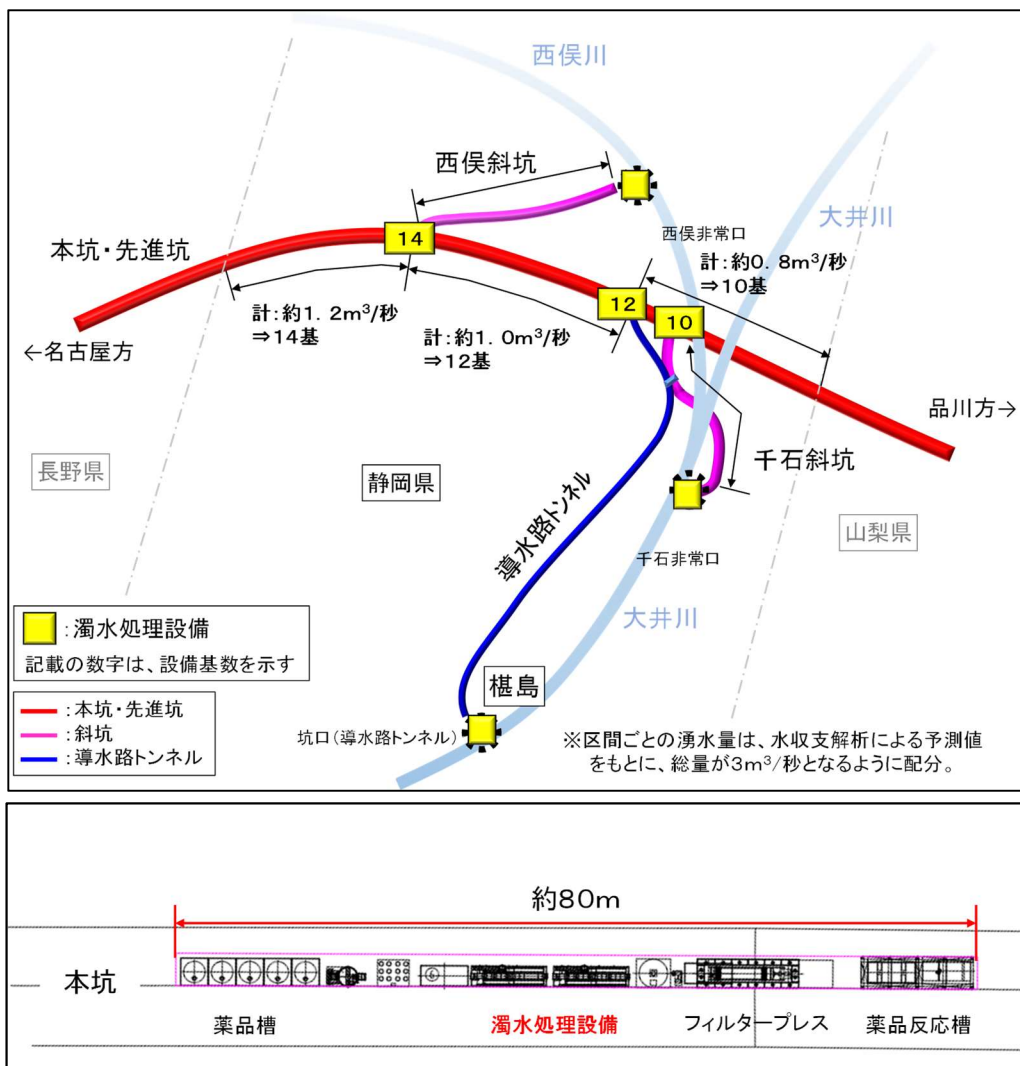 西俣川
西俣斜坑
大井川
本坑・先進坑
14
西俣非常口
計：約0．8m³/秒
⇒10基
12
10
計：約1．2m³/秒
⇒14基
計：約1．0m³/秒
⇒12基
←名古屋方
品川方→
長野県
静岡県
千石斜坑
導水路トンネル
山梨県
千石非常口
大井川
：濁水処理設備
記載の数字は、設備基数を示す
椹島
：本坑・先進坑
：斜坑
：導水路トンネル
坑口（導水路トンネル）
※区間ごとの湧水量は、水収支解析による予測値
をもとに、総量が3m³/秒となるように配分。
約80m
本坑
薬品槽
濁水処理設備
フィルタープレス
薬品反応槽